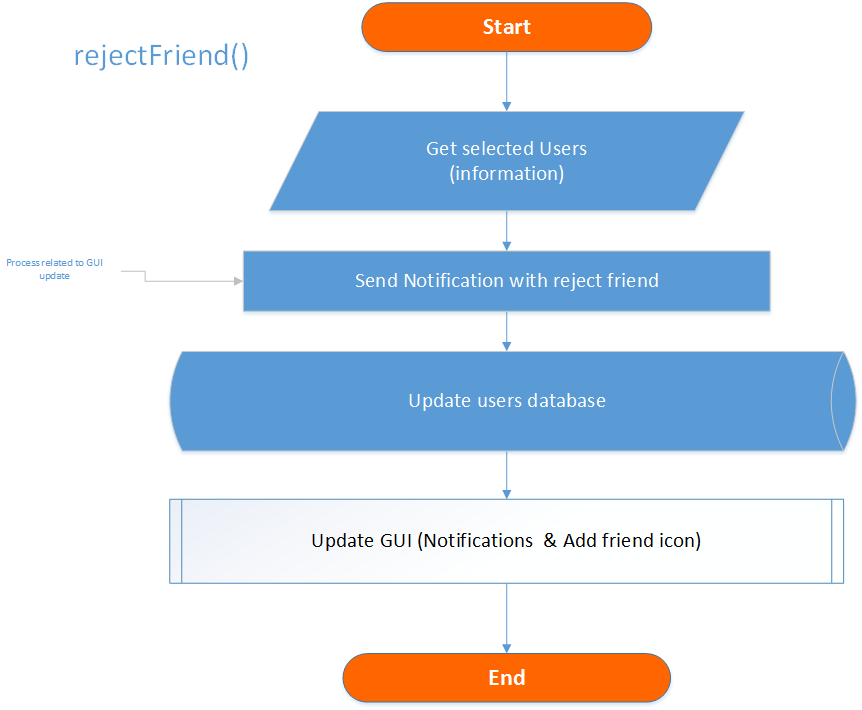 rejectFriend()
Start
Get selected Users
(information)
Process related to GUI
update
Send Notification with reject friend
Update users database
Update GUI (Notifications & Add friend icon)
End